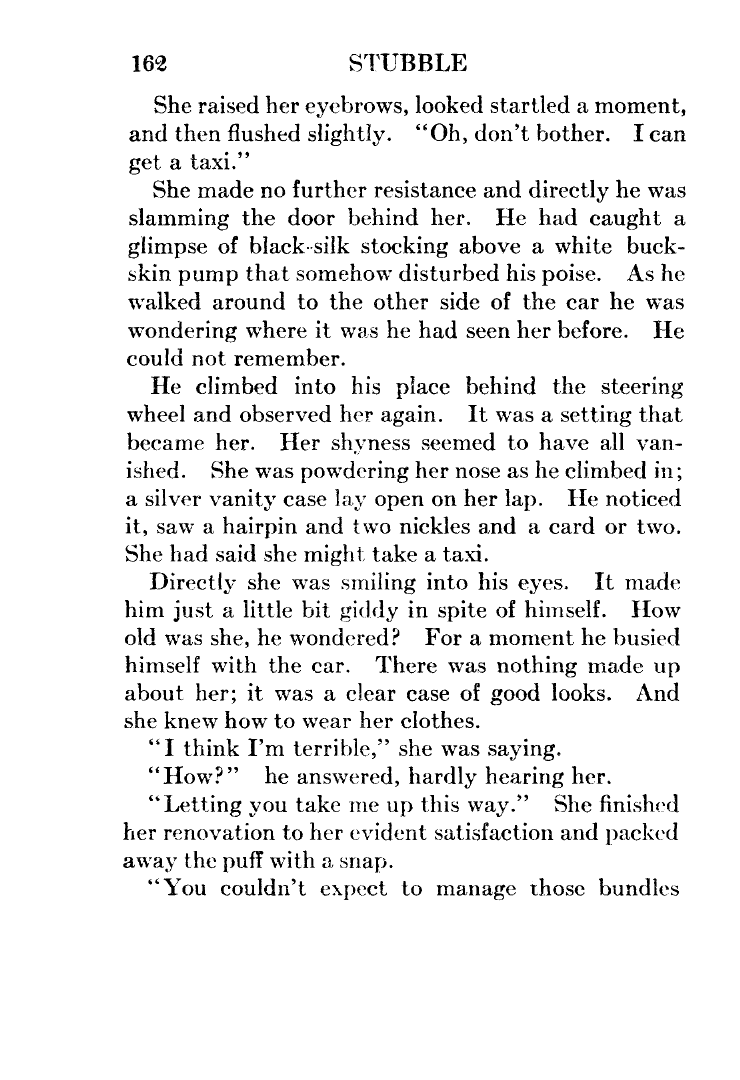 162 STUBBLE
She raised her eyebrows, looked startled a moment,
and then flushed slightly. “Oh, don’t bother. I can
get a taxi.”
She made no further resistance and directly he was
slamming the door behind her. He had caught a
glimpse of black-silk stocking above a white buck-
skin pump that somehow disturbed his poise. As he
walked around to the other side of the car he was
wondering where it was he had seen her before. He
could not remember.
He climbed into his place behind the steering
wheel and observed her again. It was a setting that
became her. Her shyness seemed to have all van-
ished. She was powdering her nose as he climbed in;
a silver vanity case lay open on her lap. He noticed
it, saw a hairpin and two nickles and a card or two.
She had said she might take a taxi.
Directly she was smiling into his eyes. It made
him just a little bit giddy in spite of himself. How
old was she, he wondered? For a moment he busied
himself with the car. There was nothing made up
about her; it was a clear case of good looks. And
she knew how to wear her clothes.
“I think I’m terrible,” she was saying.
“How?” he answered, hardly hearing her.
“Letting you take me up this way.” She finished
her renovation to her evident satisfaction and packed
away the puff with a snap.
“You couldn’t expect to manage those bundles